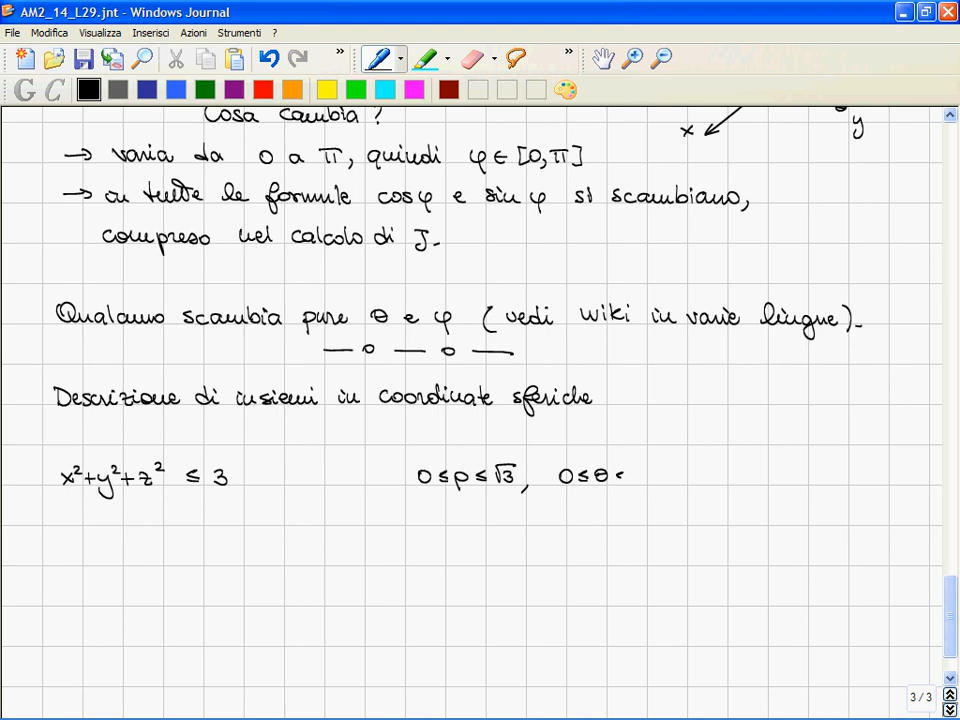 AM2_14_L29.jnt - Windows Journal
File Modifica Visualizza Inserisci Azioni Strumenti ?
G C
Cosa cambia?
x y
→ varia da 0 a π, quindi φ ∈ [0,π]
→ in tutte le formule cos φ e sin φ si scambiano,
compreso nel calcolo di J.
Qualcuno scambia pure θ e φ (vedi wiki in varie lingue).
— o — o —
Descrizione di insiemi in coordinate sferiche
x²+y²+z² ≤ 3 0≤ρ≤√3, 0≤θ<
3 / 3